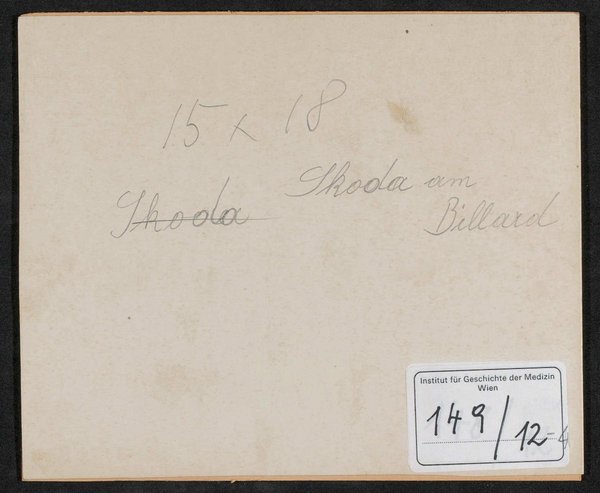 15 x 18
Skoda
Skoda am
Billard
Institut für Geschichte der Medizin
Wien
149/12-4